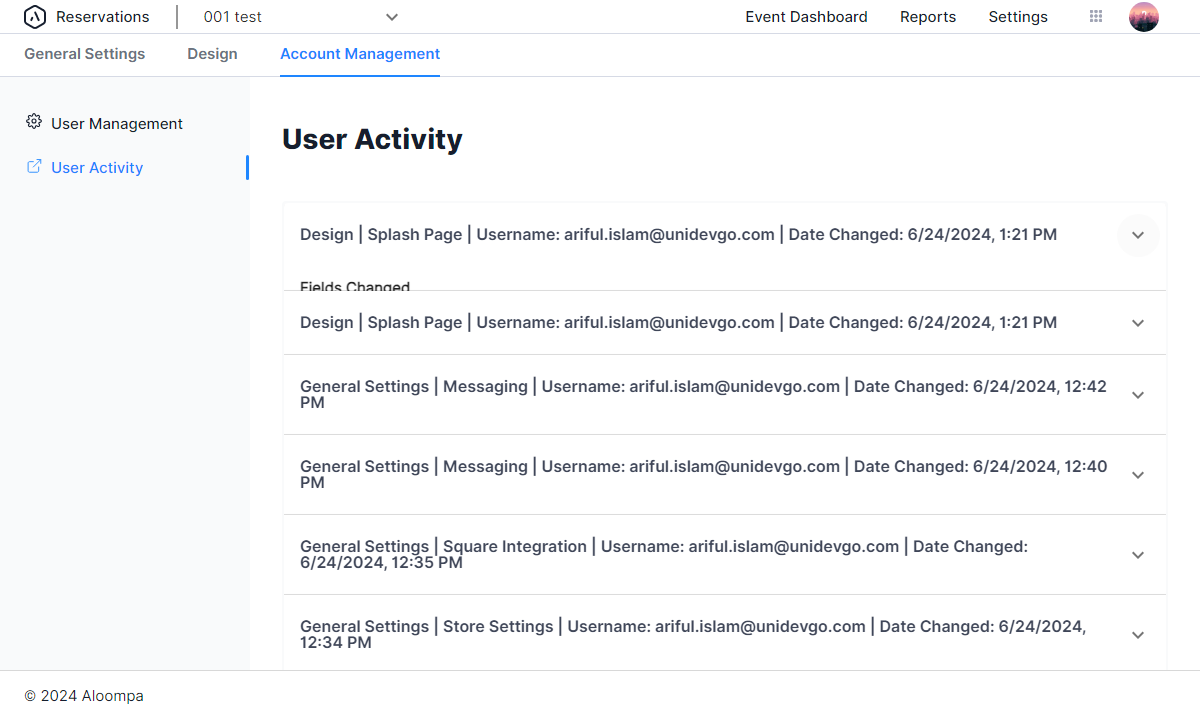 Reservations
001 test
Event Dashboard
Reports
Settings
General Settings
Design
Account Management
User Management
User Activity
User Activity
Design | Splash Page | Username: ariful.islam@unidevgo.com | Date Changed: 6/24/2024, 1:21 PM
Fields Changed
Design | Splash Page | Username: ariful.islam@unidevgo.com | Date Changed: 6/24/2024, 1:21 PM
General Settings | Messaging | Username: ariful.islam@unidevgo.com | Date Changed: 6/24/2024, 12:42
PM
General Settings | Messaging | Username: ariful.islam@unidevgo.com | Date Changed: 6/24/2024, 12:40
PM
General Settings | Square Integration | Username: ariful.islam@unidevgo.com | Date Changed:
6/24/2024, 12:35 PM
General Settings | Store Settings | Username: ariful.islam@unidevgo.com | Date Changed: 6/24/2024,
12:34 PM
© 2024 Aloompa